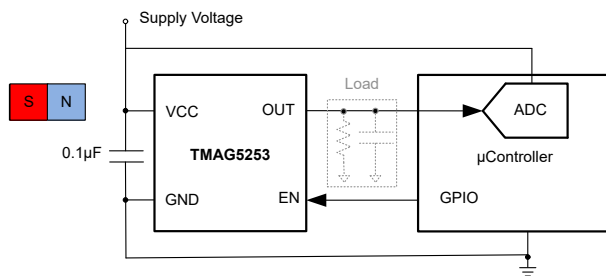 Supply Voltage
S N
VCC
OUT
Load
ADC
0.1µF
TMAG5253
µController
GND
EN
GPIO